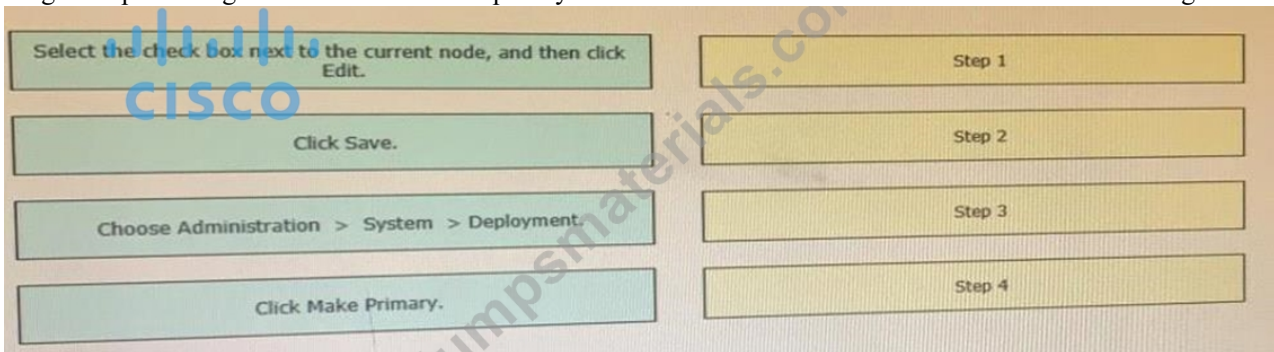 Select the check box next to the current node, and then click
Edit.
Step 1
CISCO
Click Save.
Step 2
Choose Administration > System > Deployment.
Step 3
Click Make Primary.
Step 4